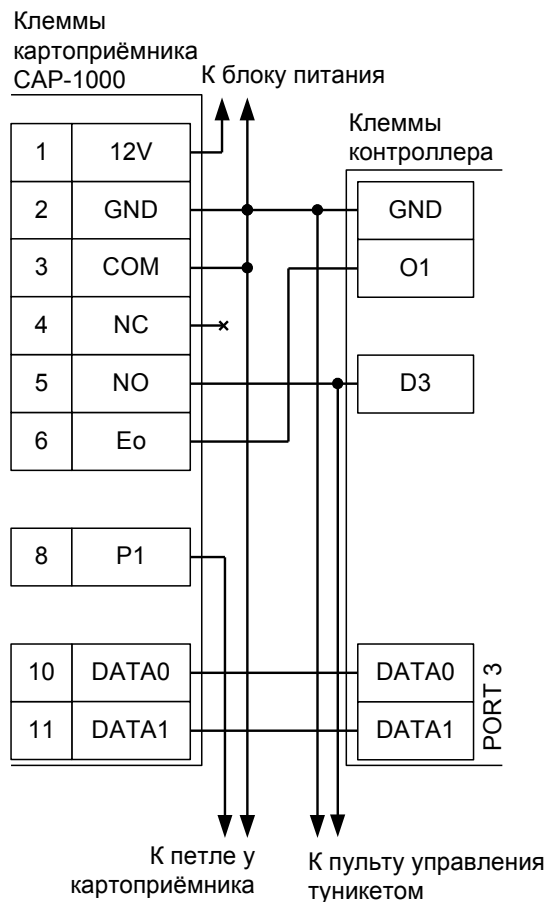 Клеммы
картоприёмника
CAP-1000
К блоку питания
Клеммы
контроллера
1 12V
2 GND
3 COM
4 NC
5 NO
6 Eo
8 P1
10 DATA0
11 DATA1
GND
O1
D3
DATA0
DATA1
PORT 3
К петле у
картоприёмника
К пульту управления
туникетом